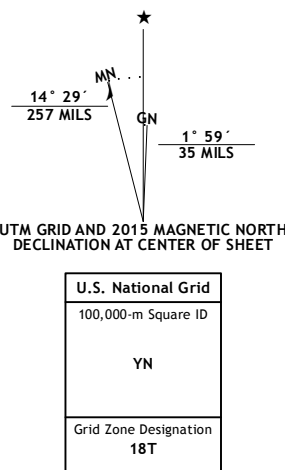 ★
MN
GN
14° 29´
257 MILS
1° 59´
35 MILS
UTM GRID AND 2015 MAGNETIC NORTH
DECLINATION AT CENTER OF SHEET
U.S. National Grid
100,000-m Square ID
YN
Grid Zone Designation
18T